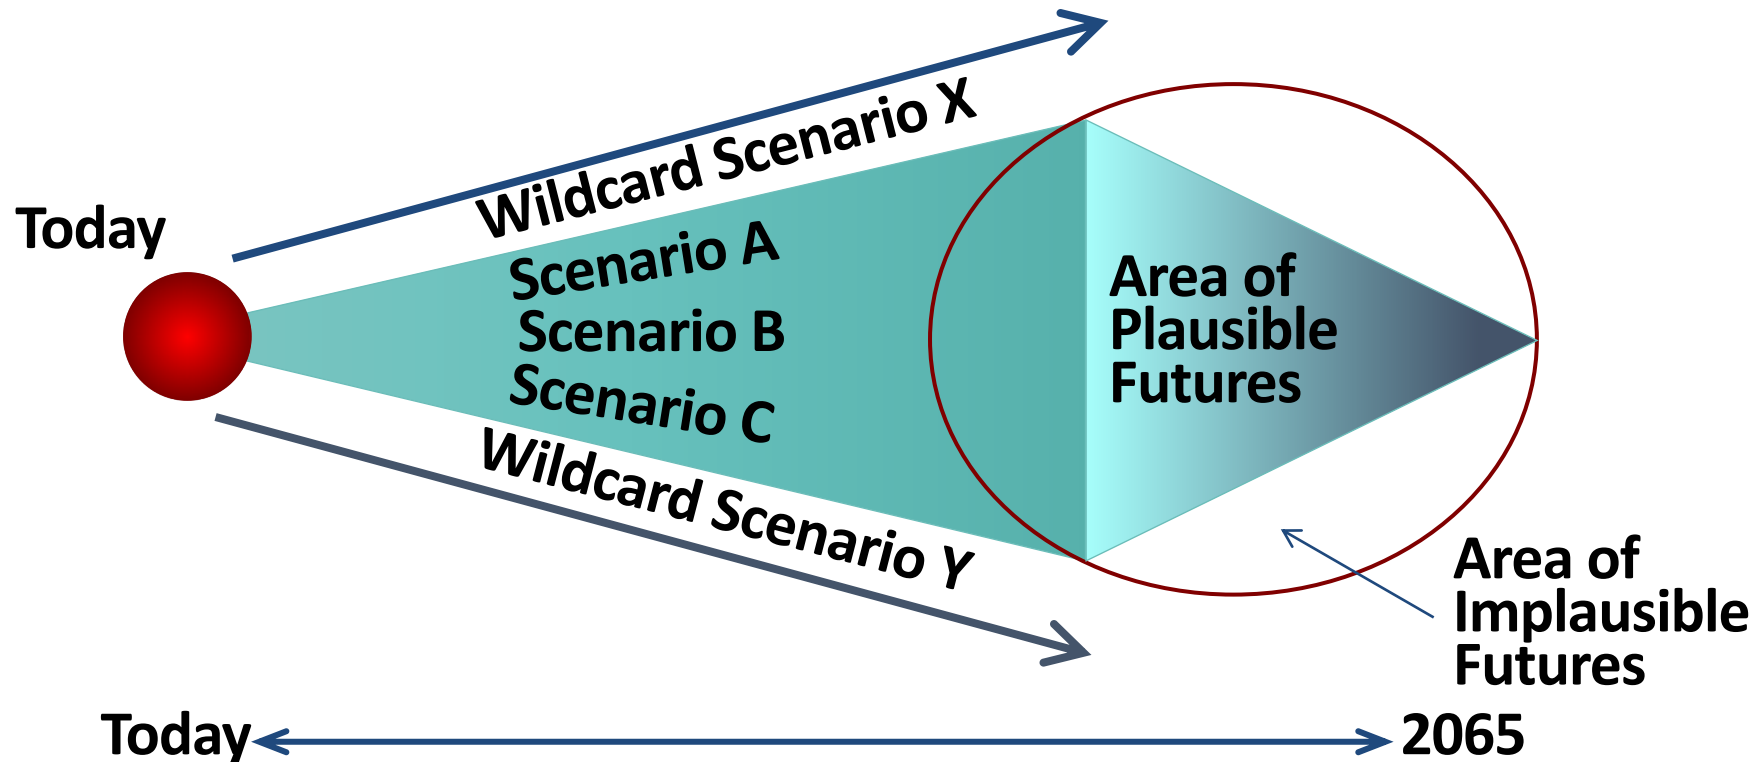 Wildcard Scenario X
Today
Scenario A
Scenario B
Scenario C
Wildcard Scenario Y
Area of
Plausible
Futures
Area of
Implausible
Futures
Today
2065